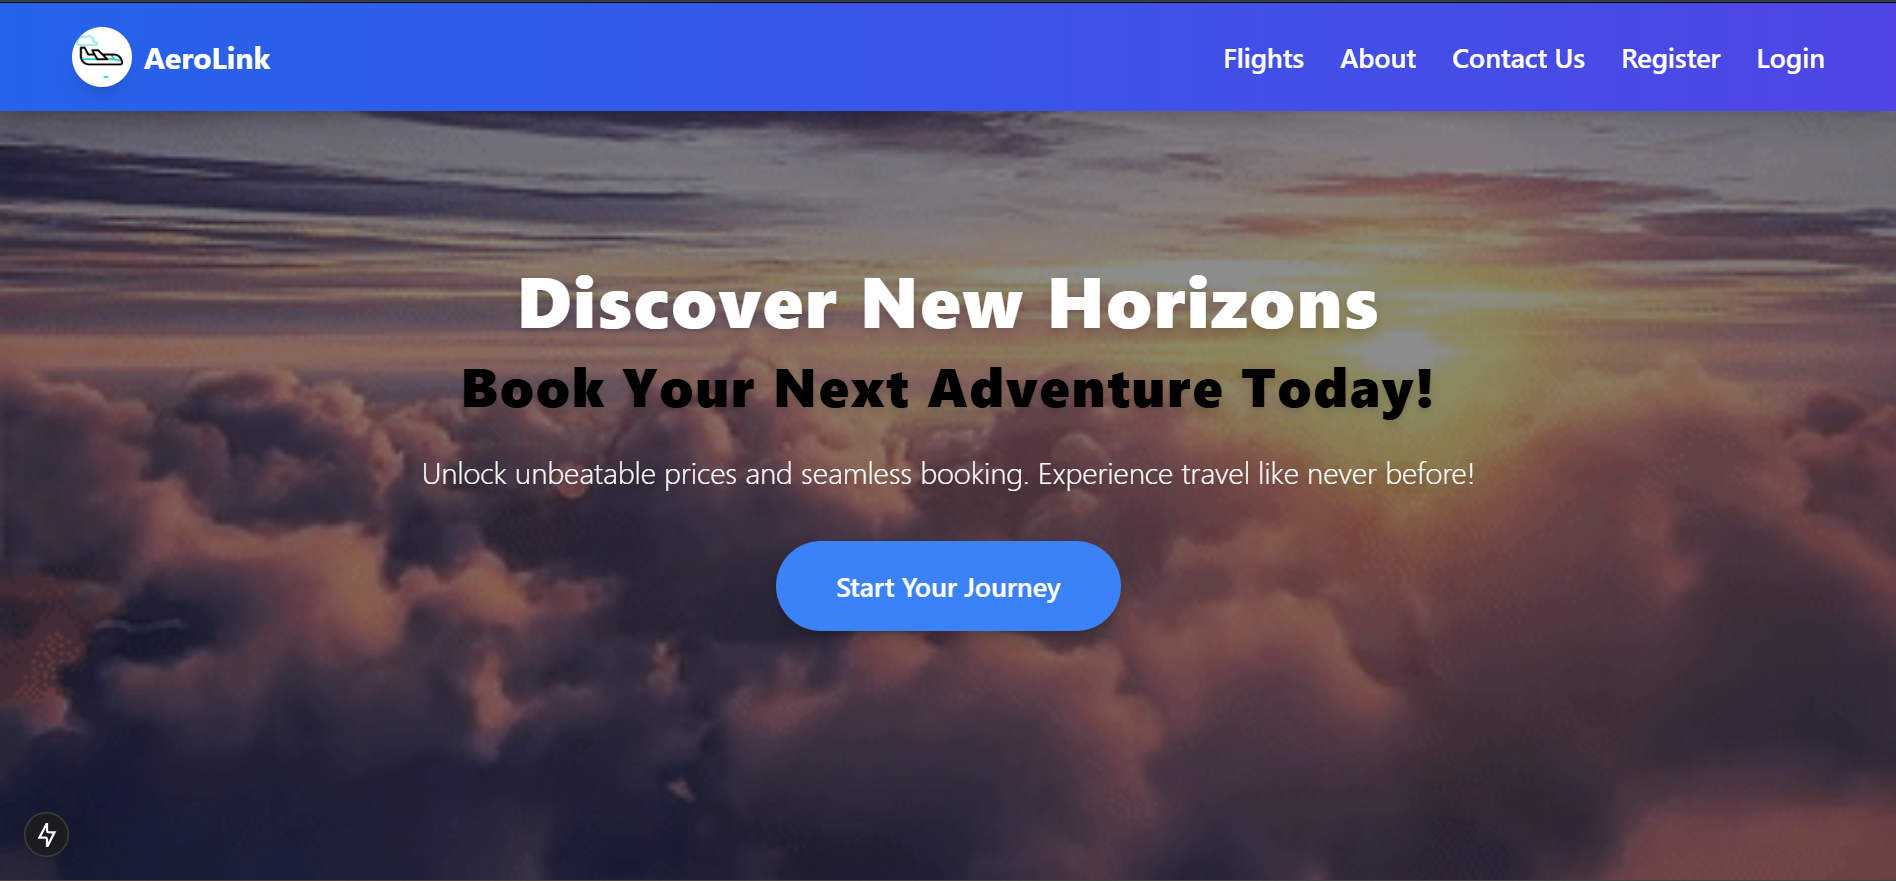 AeroLink
Flights About Contact Us Register Login
Discover New Horizons
Book Your Next Adventure Today!
Unlock unbeatable prices and seamless booking. Experience travel like never before!
Start Your Journey